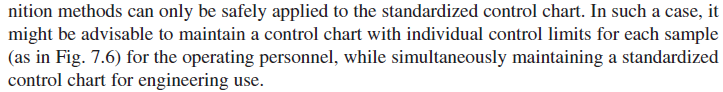 nition methods can only be safely applied to the standardized control chart. In such a case, it
might be advisable to maintain a control chart with individual control limits for each sample
(as in Fig. 7.6) for the operating personnel, while simultaneously maintaining a standardized
control chart for engineering use.